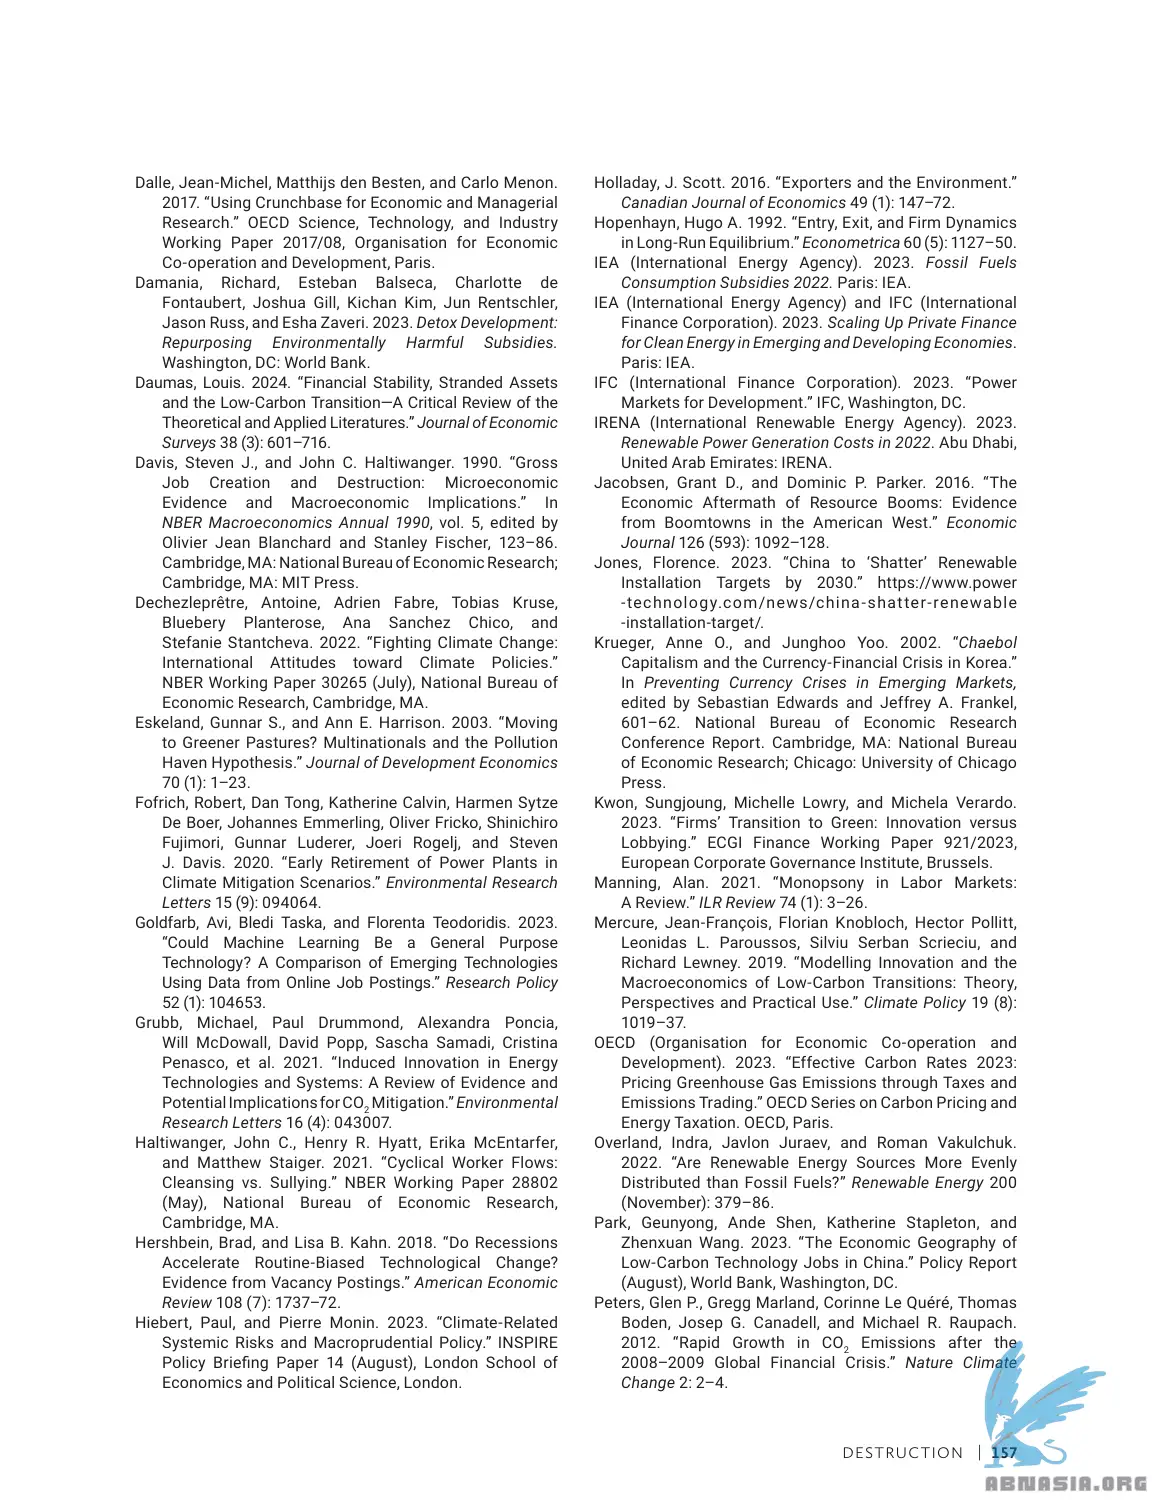 Dalle, Jean-Michel, Matthijs den Besten, and Carlo Menon.
2017. “Using Crunchbase for Economic and Managerial
Research.” OECD Science, Technology, and Industry
Working Paper 2017/08, Organisation for Economic
Co-operation and Development, Paris.
Damania, Richard, Esteban Balseca, Charlotte de
Fontaubert, Joshua Gill, Kichan Kim, Jun Rentschler,
Jason Russ, and Esha Zaveri. 2023. Detox Development:
Repurposing Environmentally Harmful Subsidies.
Washington, DC: World Bank.
Daumas, Louis. 2024. “Financial Stability, Stranded Assets
and the Low-Carbon Transition—A Critical Review of the
Theoretical and Applied Literatures.” Journal of Economic
Surveys 38 (3): 601–716.
Davis, Steven J., and John C. Haltiwanger. 1990. “Gross
Job Creation and Destruction: Microeconomic
Evidence and Macroeconomic Implications.” In
NBER Macroeconomics Annual 1990, vol. 5, edited by
Olivier Jean Blanchard and Stanley Fischer, 123–86.
Cambridge, MA: National Bureau of Economic Research;
Cambridge, MA: MIT Press.
Dechezleprêtre, Antoine, Adrien Fabre, Tobias Kruse,
Bluebery Planterose, Ana Sanchez Chico, and
Stefanie Stantcheva. 2022. “Fighting Climate Change:
International Attitudes toward Climate Policies.”
NBER Working Paper 30265 (July), National Bureau of
Economic Research, Cambridge, MA.
Eskeland, Gunnar S., and Ann E. Harrison. 2003. “Moving
to Greener Pastures? Multinationals and the Pollution
Haven Hypothesis.” Journal of Development Economics
70 (1): 1–23.
Fofrich, Robert, Dan Tong, Katherine Calvin, Harmen Sytze
De Boer, Johannes Emmerling, Oliver Fricko, Shinichiro
Fujimori, Gunnar Luderer, Joeri Rogelj, and Steven
J. Davis. 2020. “Early Retirement of Power Plants in
Climate Mitigation Scenarios.” Environmental Research
Letters 15 (9): 094064.
Goldfarb, Avi, Bledi Taska, and Florenta Teodoridis. 2023.
“Could Machine Learning Be a General Purpose
Technology? A Comparison of Emerging Technologies
Using Data from Online Job Postings.” Research Policy
52 (1): 104653.
Grubb, Michael, Paul Drummond, Alexandra Poncia,
Will McDowall, David Popp, Sascha Samadi, Cristina
Penasco, et al. 2021. “Induced Innovation in Energy
Technologies and Systems: A Review of Evidence and
Potential Implications for CO2 Mitigation.” Environmental
Research Letters 16 (4): 043007.
Haltiwanger, John C., Henry R. Hyatt, Erika McEntarfer,
and Matthew Staiger. 2021. “Cyclical Worker Flows:
Cleansing vs. Sullying.” NBER Working Paper 28802
(May), National Bureau of Economic Research,
Cambridge, MA.
Hershbein, Brad, and Lisa B. Kahn. 2018. “Do Recessions
Accelerate Routine-Biased Technological Change?
Evidence from Vacancy Postings.” American Economic
Review 108 (7): 1737–72.
Hiebert, Paul, and Pierre Monin. 2023. “Climate-Related
Systemic Risks and Macroprudential Policy.” INSPIRE
Policy Briefing Paper 14 (August), London School of
Economics and Political Science, London.
Holladay, J. Scott. 2016. “Exporters and the Environment.”
Canadian Journal of Economics 49 (1): 147–72.
Hopenhayn, Hugo A. 1992. “Entry, Exit, and Firm Dynamics
in Long-Run Equilibrium.” Econometrica 60 (5): 1127–50.
IEA (International Energy Agency). 2023. Fossil Fuels
Consumption Subsidies 2022. Paris: IEA.
IEA (International Energy Agency) and IFC (International
Finance Corporation). 2023. Scaling Up Private Finance
for Clean Energy in Emerging and Developing Economies.
Paris: IEA.
IFC (International Finance Corporation). 2023. “Power
Markets for Development.” IFC, Washington, DC.
IRENA (International Renewable Energy Agency). 2023.
Renewable Power Generation Costs in 2022. Abu Dhabi,
United Arab Emirates: IRENA.
Jacobsen, Grant D., and Dominic P. Parker. 2016. “The
Economic Aftermath of Resource Booms: Evidence
from Boomtowns in the American West.” Economic
Journal 126 (593): 1092–128.
Jones, Florence. 2023. “China to ‘Shatter’ Renewable
Installation Targets by 2030.” https://www.power
-technology.com/news/china-shatter-renewable
-installation-target/.
Krueger, Anne O., and Junghoo Yoo. 2002. “Chaebol
Capitalism and the Currency-Financial Crisis in Korea.”
In Preventing Currency Crises in Emerging Markets,
edited by Sebastian Edwards and Jeffrey A. Frankel,
601–62. National Bureau of Economic Research
Conference Report. Cambridge, MA: National Bureau
of Economic Research; Chicago: University of Chicago
Press.
Kwon, Sungjoung, Michelle Lowry, and Michela Verardo.
2023. “Firms’ Transition to Green: Innovation versus
Lobbying.” ECGI Finance Working Paper 921/2023,
European Corporate Governance Institute, Brussels.
Manning, Alan. 2021. “Monopsony in Labor Markets:
A Review.” ILR Review 74 (1): 3–26.
Mercure, Jean-François, Florian Knobloch, Hector Pollitt,
Leonidas L. Paroussos, Silviu Serban Scrieciu, and
Richard Lewney. 2019. “Modelling Innovation and the
Macroeconomics of Low-Carbon Transitions: Theory,
Perspectives and Practical Use.” Climate Policy 19 (8):
1019–37.
OECD (Organisation for Economic Co-operation and
Development). 2023. “Effective Carbon Rates 2023:
Pricing Greenhouse Gas Emissions through Taxes and
Emissions Trading.” OECD Series on Carbon Pricing and
Energy Taxation. OECD, Paris.
Overland, Indra, Javlon Juraev, and Roman Vakulchuk.
2022. “Are Renewable Energy Sources More Evenly
Distributed than Fossil Fuels?” Renewable Energy 200
(November): 379–86.
Park, Geunyong, Ande Shen, Katherine Stapleton, and
Zhenxuan Wang. 2023. “The Economic Geography of
Low-Carbon Technology Jobs in China.” Policy Report
(August), World Bank, Washington, DC.
Peters, Glen P., Gregg Marland, Corinne Le Quéré, Thomas
Boden, Josep G. Canadell, and Michael R. Raupach.
2012. “Rapid Growth in CO2 Emissions after the
2008–2009 Global Financial Crisis.” Nature Climate
Change 2: 2–4.
DESTRUCTION | 157
ABNASIA.ORG